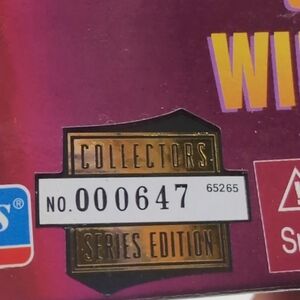 WI
COLLECTORS
NO. 000647 65265
SERIES EDITION
S®
S